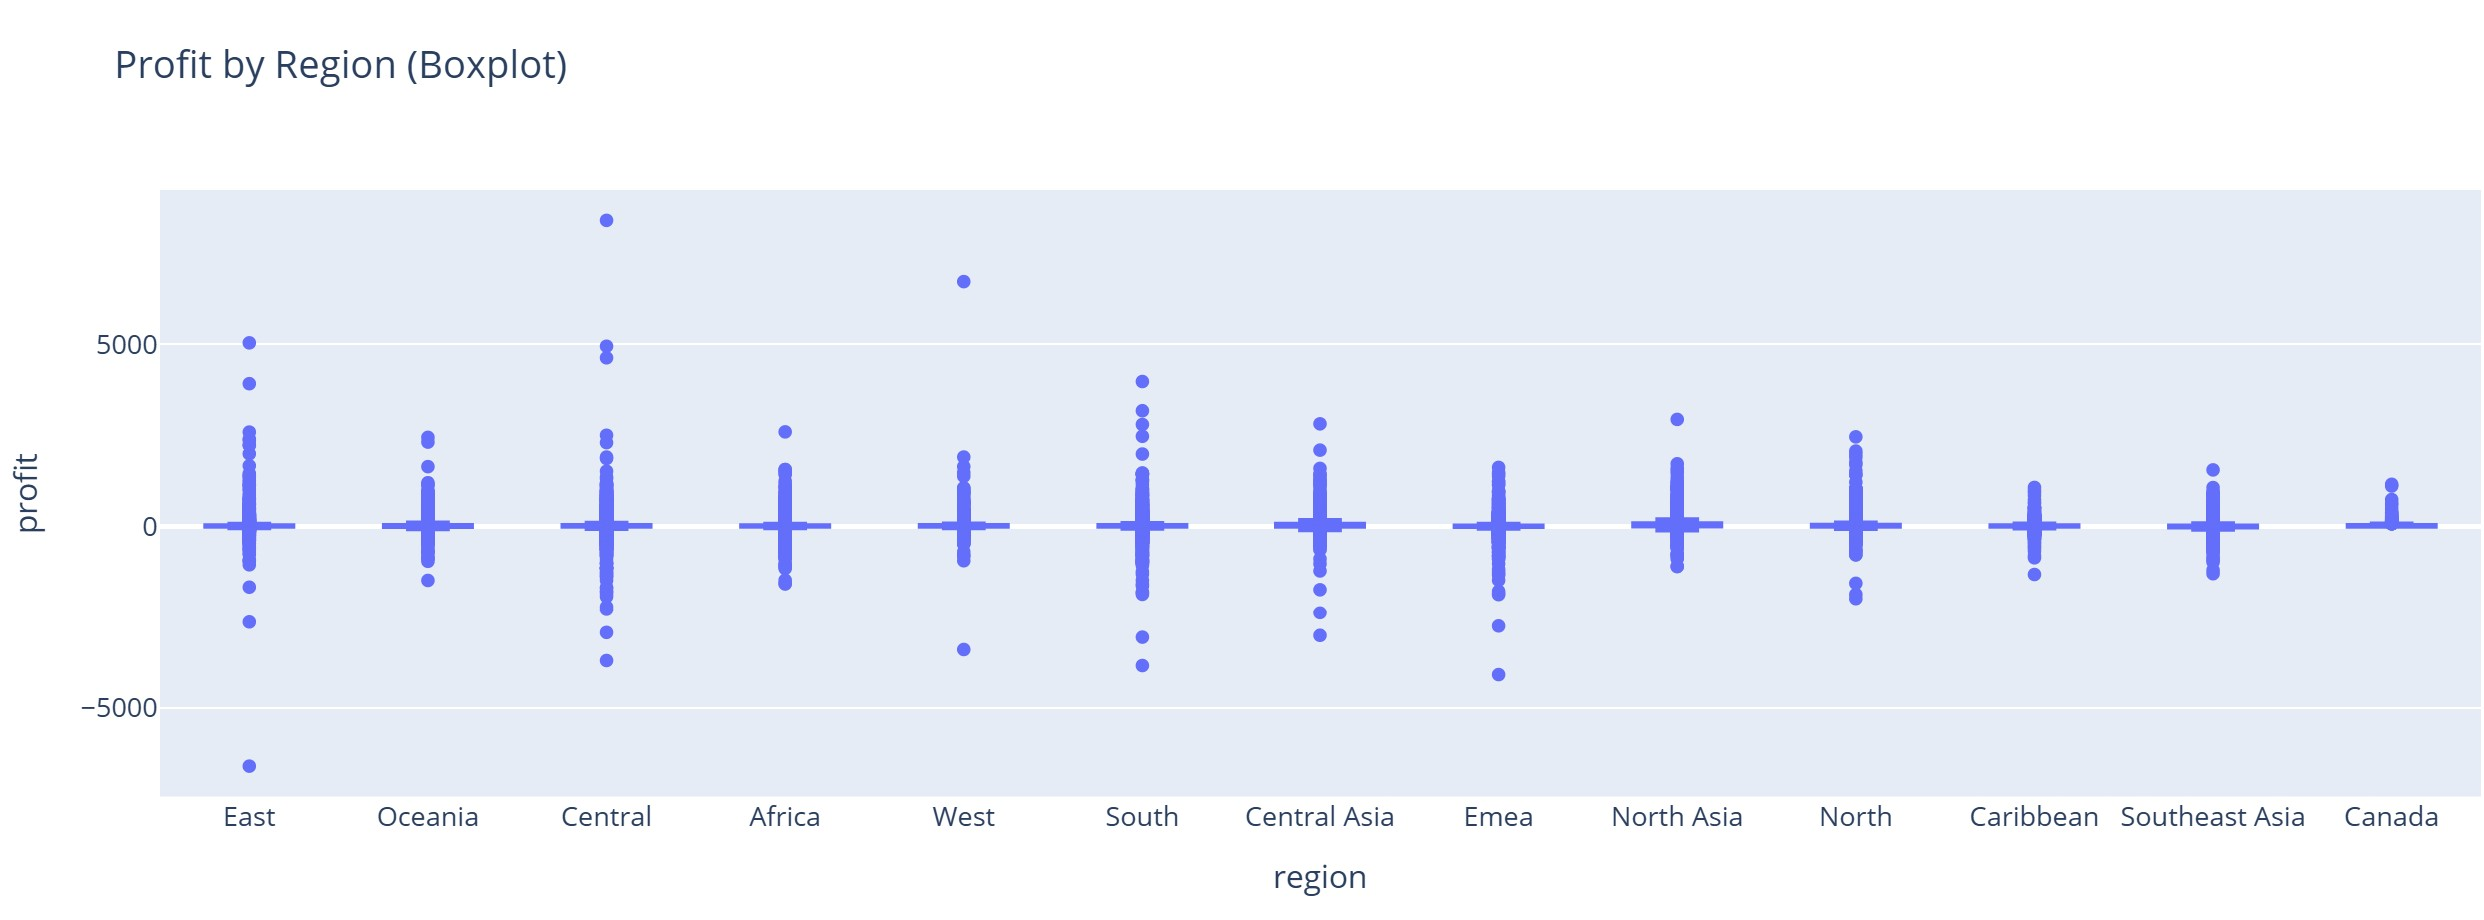 Profit by Region (Boxplot)
profit
5000
0
−5000
East Oceania Central Africa West South Central Asia Emea North Asia North Caribbean Southeast Asia Canada
region